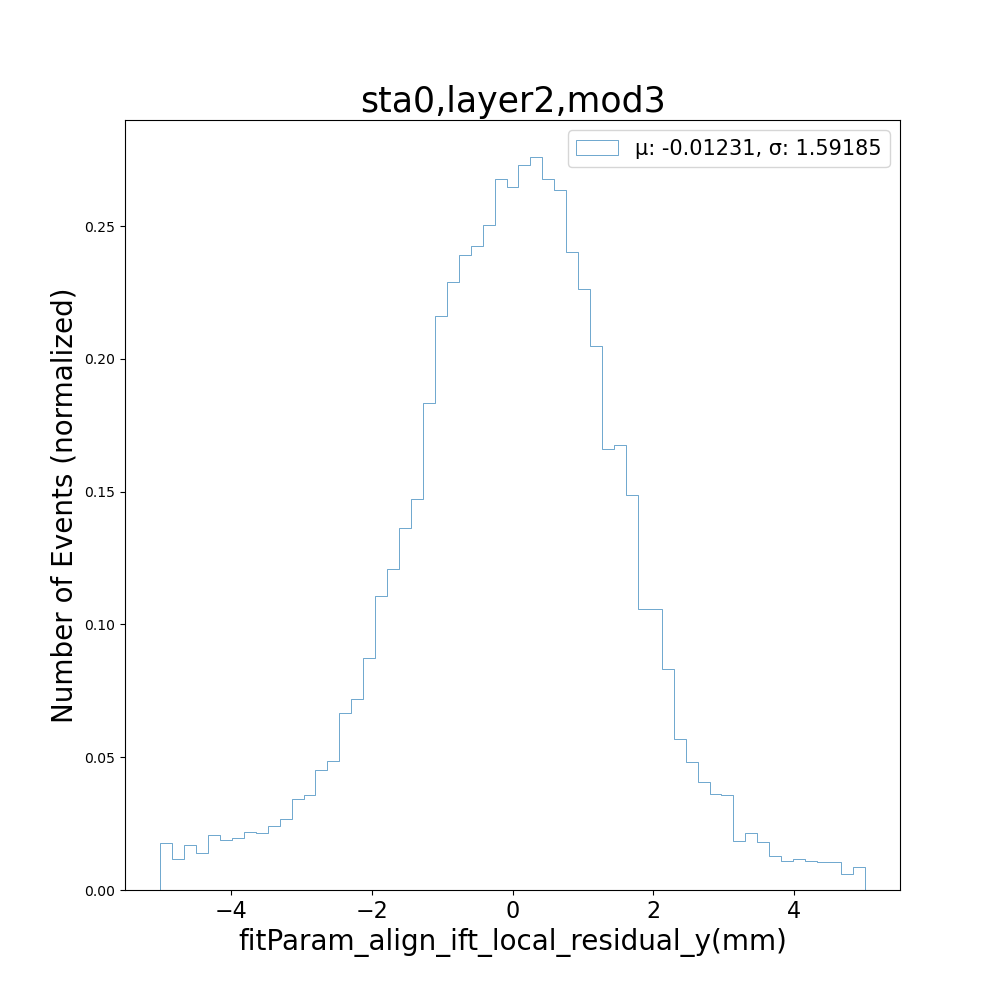 sta0,layer2,mod3
μ: -0.01231, σ: 1.59185
Number of Events (normalized)
0.25
0.20
0.15
0.10
0.05
0.00
−4 −2 0 2 4
fitParam_align_ift_local_residual_y(mm)